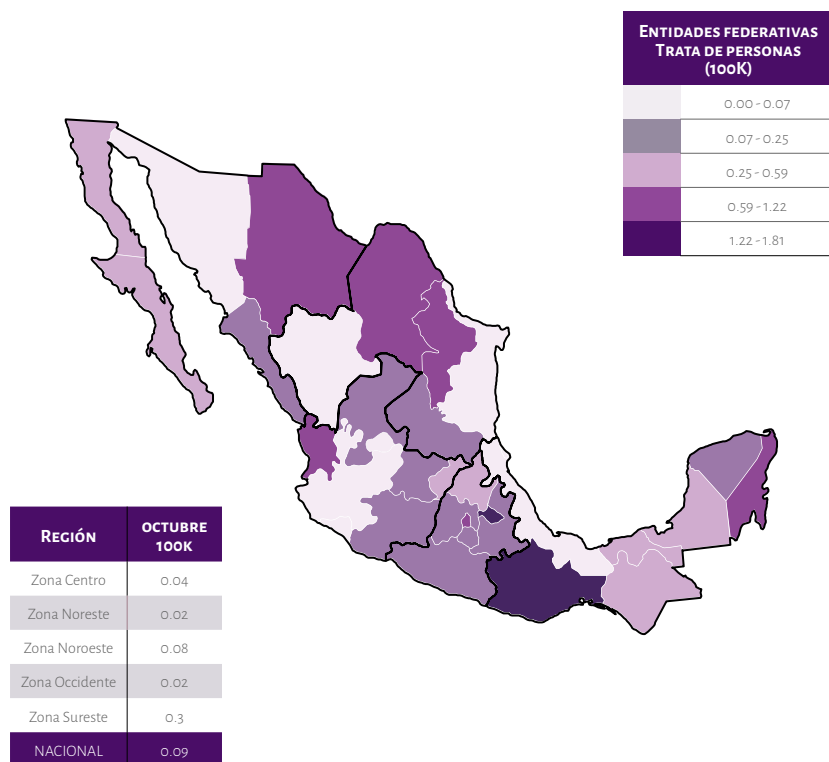 Entidades federativas
Trata de personas
(100K)
0.00 - 0.07
0.07 - 0.25
0.25 - 0.59
0.59 - 1.22
1.22 - 1.81
Región octubre
100k
Zona Centro 0.04
Zona Noreste 0.02
Zona Noroeste 0.08
Zona Occidente 0.02
Zona Sureste 0.3
NACIONAL 0.09